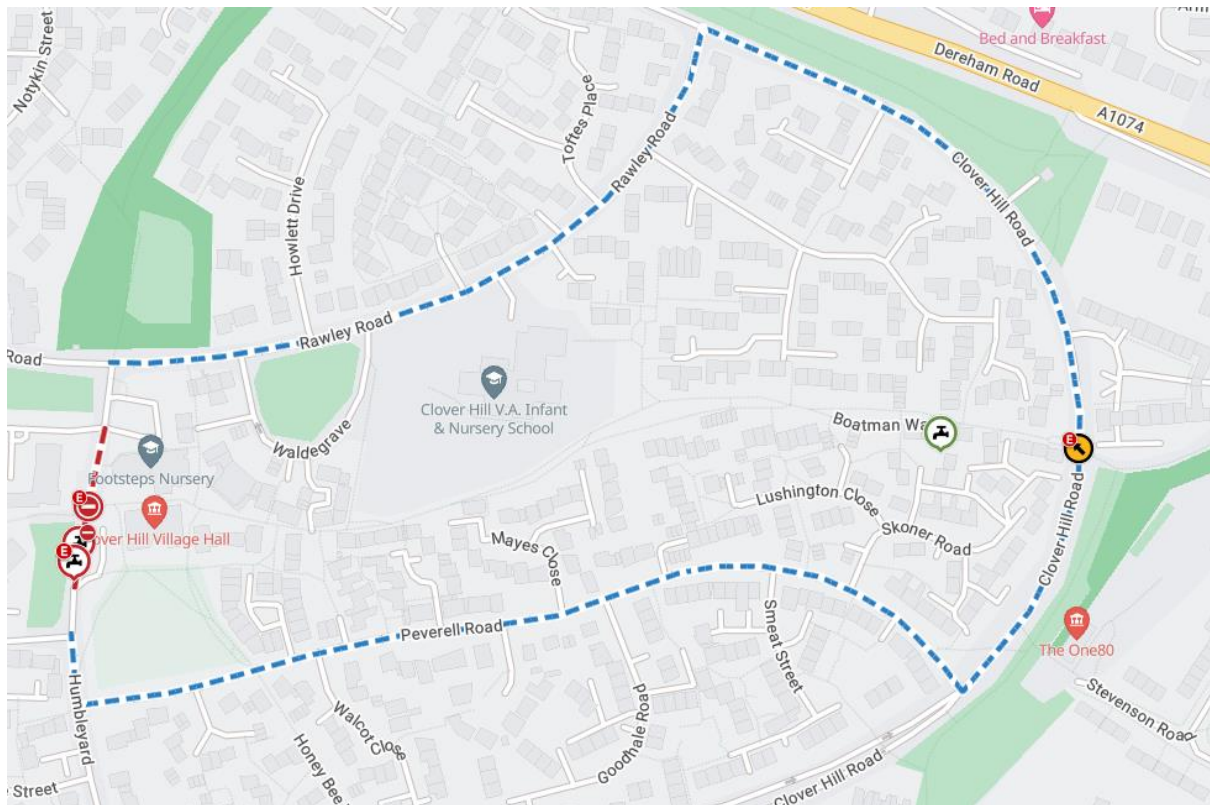 Notykin Street
Bed and Breakfast
Dereham Road
A1074
Toftes Place
Rawley Road
Clover Hill Road
Howlett Drive
Rawley Road
Road
Clover Hill V.A. Infant
& Nursery School
Boatman Wa
Waldegrave
Footsteps Nursery
E
E
Lushington Close
over Hill Village Hall
Skoner Road
Mayes Close
E
Clover Hill Road
Peverell Road
Smeat Street
The One80
Humbleyard
Walcot Close
Goodhale Road
Stevenson Road
Honey Bee
Street
Clover Hill Road